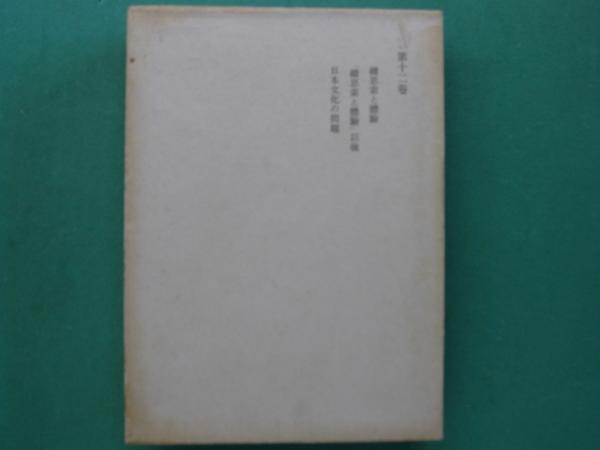 第十二巻
續思索と體驗
「續思索と體驗」以後
日本文化の問題